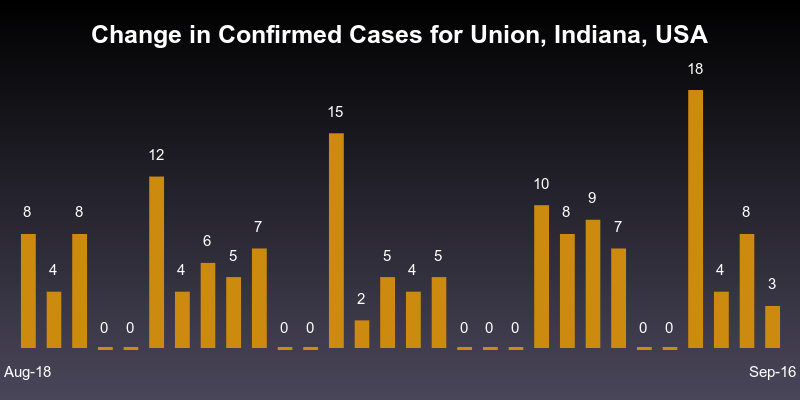 Change in Confirmed Cases for Union, Indiana, USA
8 4 8 0 0 12 4 6 5 7 0 0 15 2 5 4 5 0 0 0 10 8 9 7 0 0 18 4 8 3
Aug-18 Sep-16